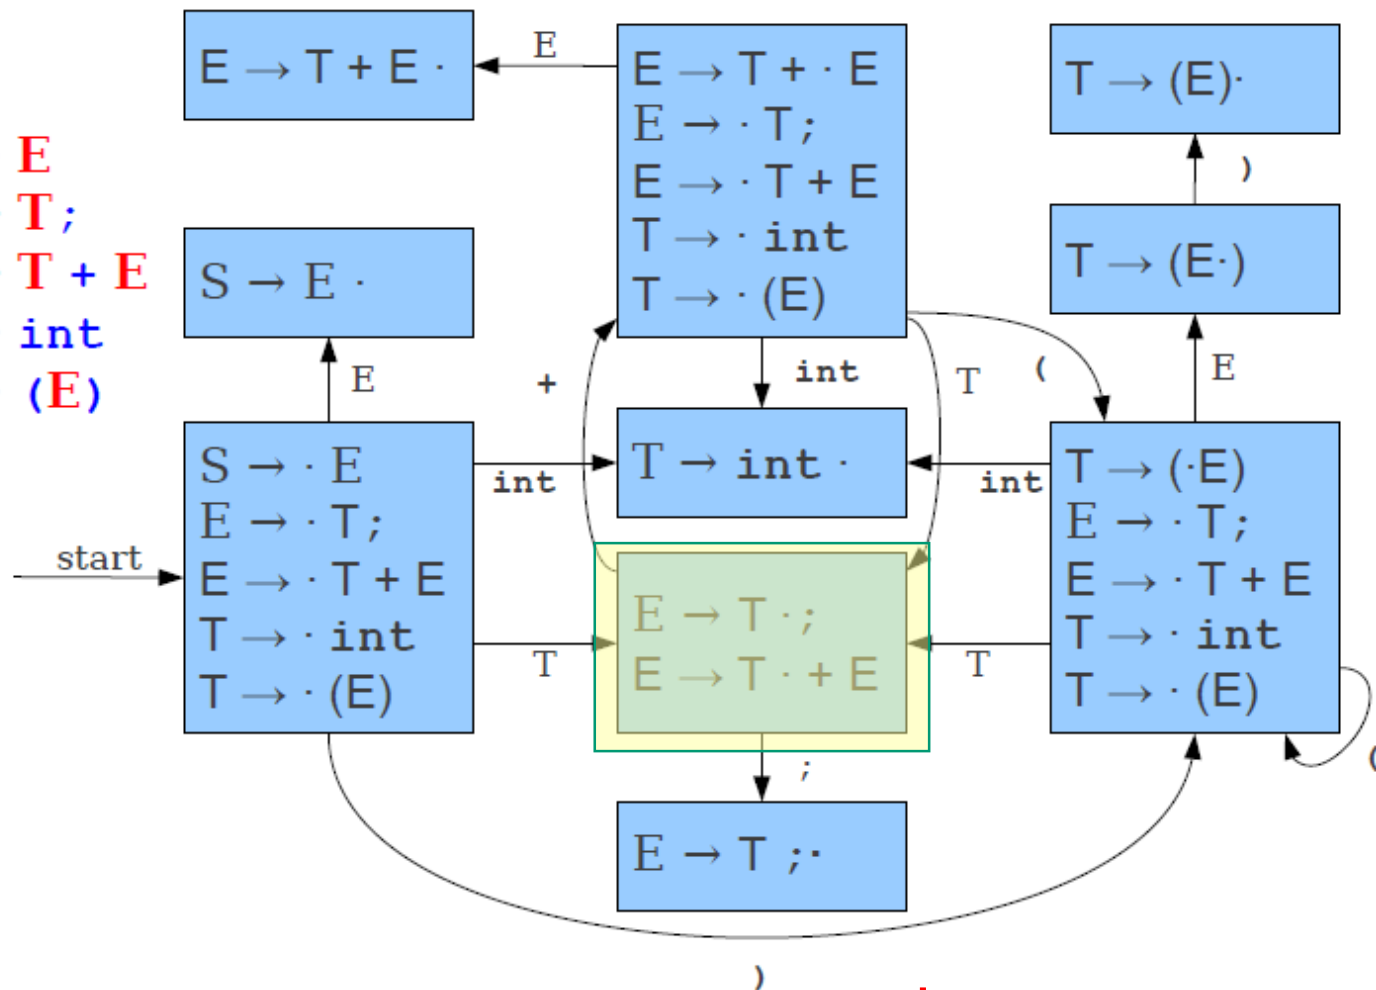 E
T;
T + E
int
(E)
E → T + E ·
E
E → T + · E
E → · T;
E → · T + E
T → · int
T → · (E)
T → (E)·
)
T → (E·)
S → E ·
E
+
int
T
(
E
start
S → · E
E → · T;
E → · T + E
T → · int
T → · (E)
int
T → int ·
int
T → (·E)
E → · T;
E → · T + E
T → · int
T → · (E)
T
E → T ·;
E → T · + E
T
(
;
E → T ;·
)